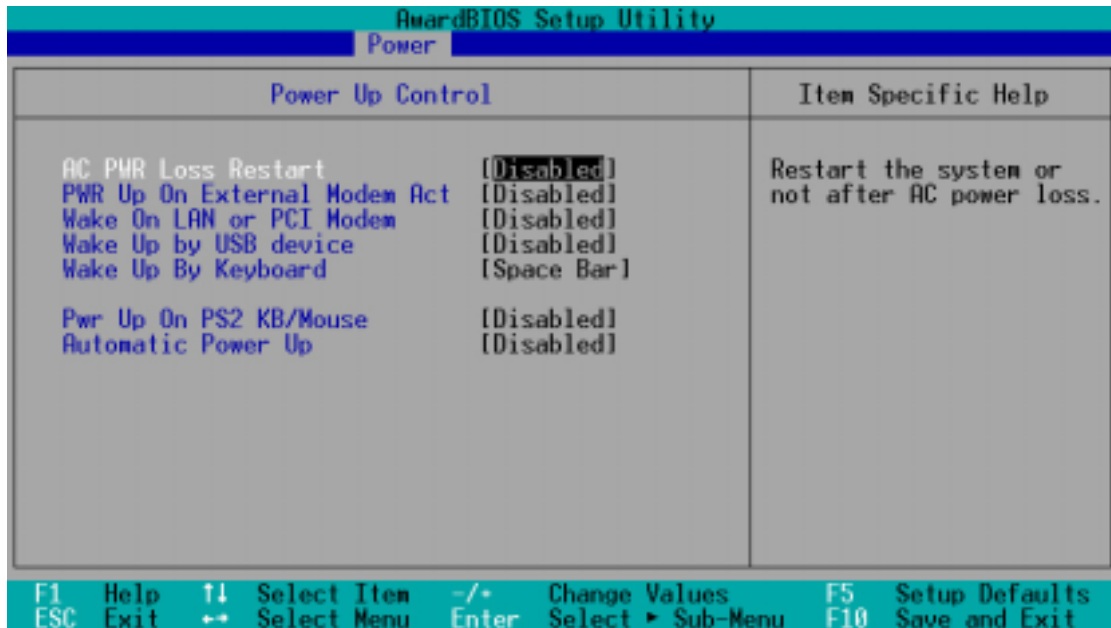 AwardBIOS Setup Utility
Power
Power Up Control
Item Specific Help
AC PWR Loss Restart [Disabled]
PWR Up On External Modem Act [Disabled]
Wake On LAN or PCI Modem [Disabled]
Wake Up by USB device [Disabled]
Wake Up By Keyboard [Space Bar]
Pwr Up On PS2 KB/Mouse [Disabled]
Automatic Power Up [Disabled]
Restart the system or
not after AC power loss.
F1 Help ↑↓ Select Item -/+ Change Values F5 Setup Defaults
ESC Exit ←→ Select Menu Enter Select ► Sub-Menu F10 Save and Exit